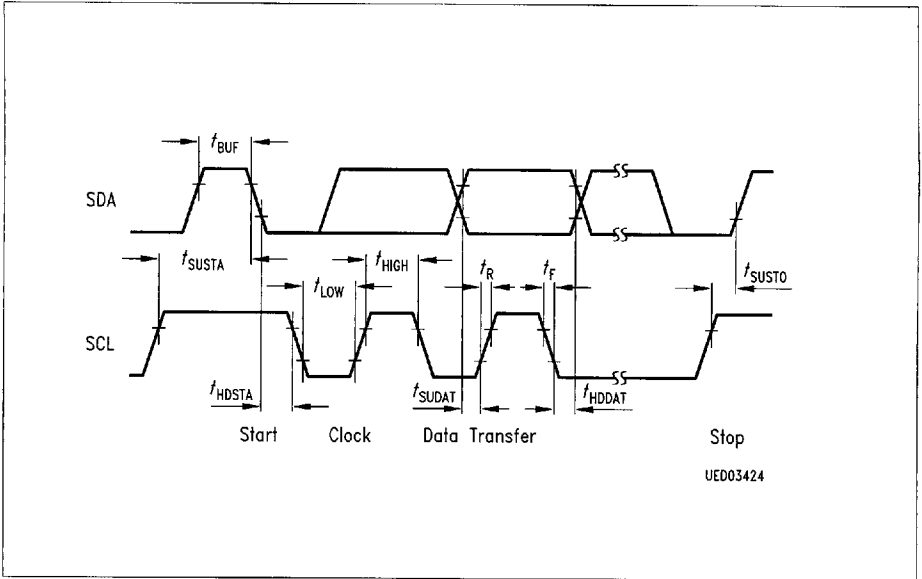 tBUF
SDA
tSUSTA
tHIGH
tLOW
tR
tF
tSUSTO
SCL
tHDSTA
tSUDAT
tHDDAT
Start Clock Data Transfer Stop
UED03424